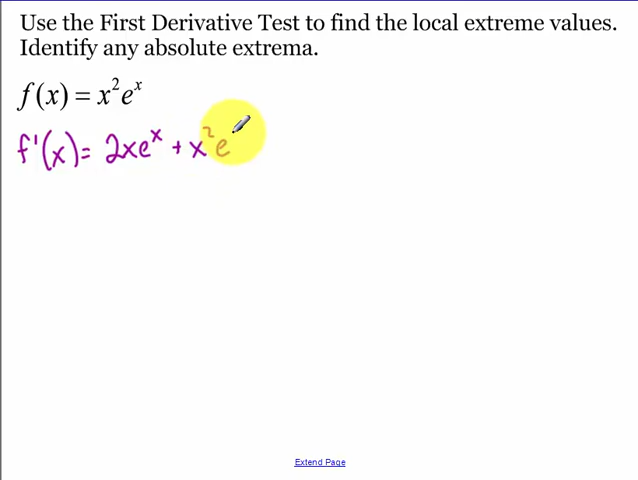 Use the First Derivative Test to find the local extreme values.
Identify any absolute extrema.
f(x) = x²eˣ
f'(x) = 2xeˣ + x²e
Extend Page